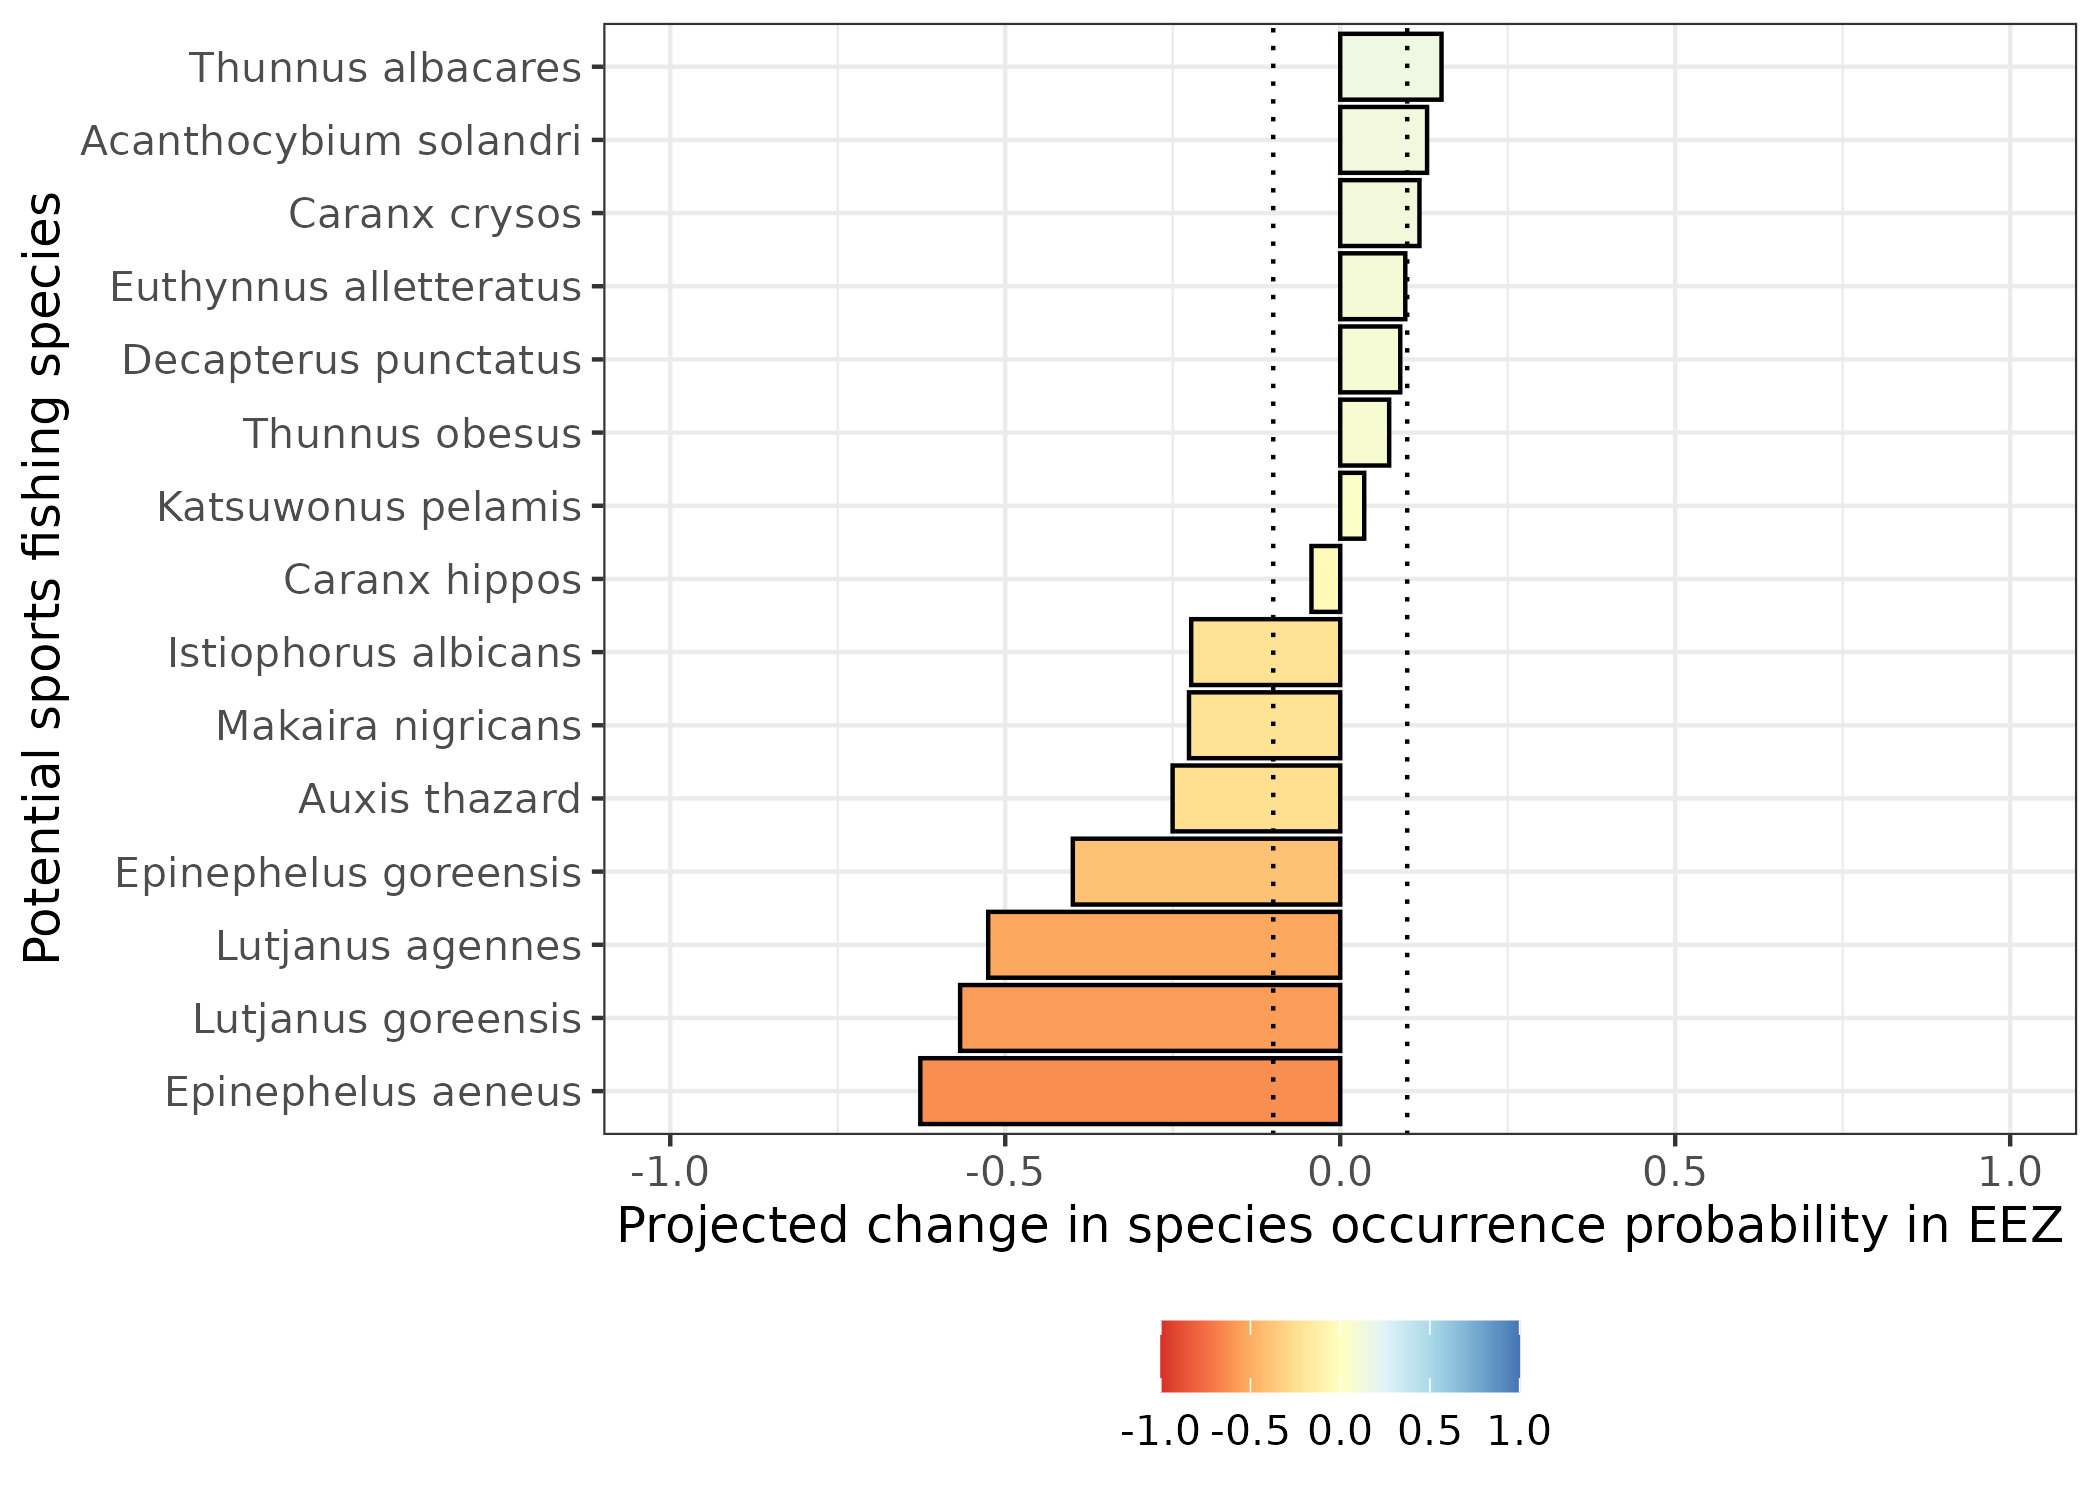 Potential sports fishing species
Thunnus albacares
Acanthocybium solandri
Caranx crysos
Euthynnus alletteratus
Decapterus punctatus
Thunnus obesus
Katsuwonus pelamis
Caranx hippos
Istiophorus albicans
Makaira nigricans
Auxis thazard
Epinephelus goreensis
Lutjanus agennes
Lutjanus goreensis
Epinephelus aeneus
-1.0 -0.5 0.0 0.5 1.0
Projected change in species occurrence probability in EEZ
-1.0 -0.5 0.0 0.5 1.0